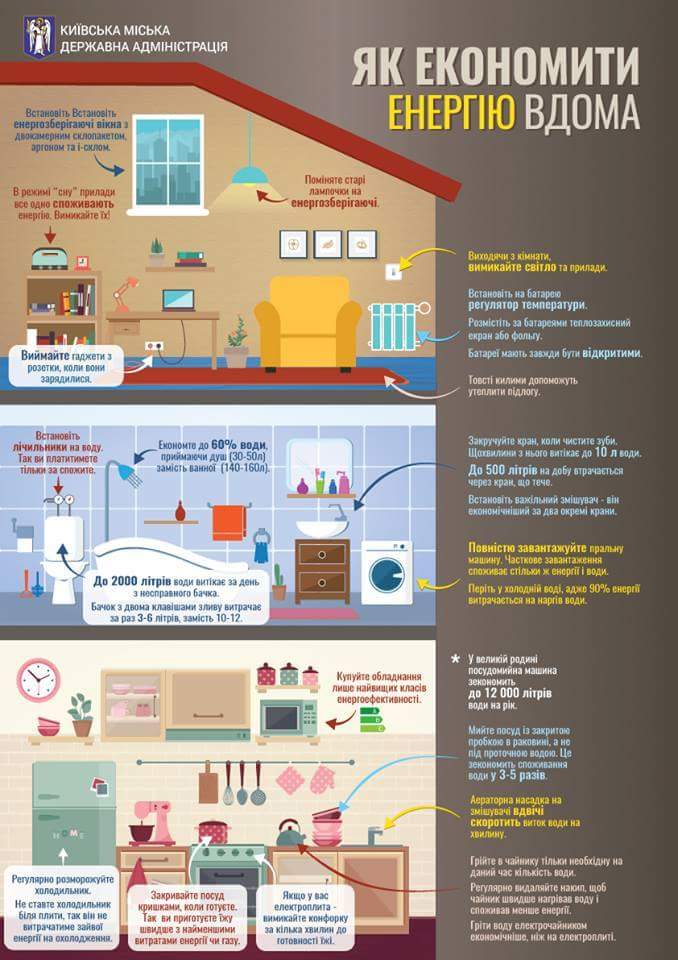 КИЇВСЬКА МІСЬКА
ДЕРЖАВНА АДМІНІСТРАЦІЯ
ЯК ЕКОНОМИТИ
ЕНЕРГІЮ ВДОМА
Встановіть Встановіть
енергозберігаючі вікна з
двокамерним склопакетом,
аргоном та і-склом.
Поміняте старі
лампочки на
енергозберігаючі.
В режимі "сну" прилади
все одно споживають
енергію. Вимикайте їх!
Виймайте гаджети з
розетки, коли вони
зарядилися.
Виходячи з кімнати,
вимикайте світло та прилади.
Встановіть на батарею
регулятор температури.
Розмістіть за батареями теплозахисний
екран або фольгу.
Батареї мають завжди бути відкритими.
Товсті килими допоможуть
утеплити підлогу.
Встановіть
лічильники на воду.
Так ви платитимете
тільки за спожите.
Економте до 60% води,
приймаючи душ (30-50л)
замість ванної (140-160л).
До 2000 літрів води витікає за день
з несправного бачка.
Бачок з двома клавішами зливу витрачає
за раз 3-6 літрів, замість 10-12.
Закручуйте кран, коли чистите зуби.
Щохвилини з нього витікає до 10 л води.
До 500 літрів на добу втрачається
через кран, що тече.
Встановіть важільний змішувач - він
економічніший за два окремі крани.
Повністю завантажуйте пральну
машину. Часткове завантаження
споживає стільки ж енергії і води.
Періть у холодній воді, адже 90% енергії
витрачається на наргів води.
Купуйте обладнання
лише найвищих класів
енергоефективності.
HOME
Регулярно розморожуйте
холодильник.
Не ставте холодильник
біля плити, так він не
витрачатиме зайвої
енергії на охолодження.
Закривайте посуд
кришками, коли готуєте.
Так ви приготуєте їжу
швидше з найменшими
витратами енергії чи газу.
Якщо у вас
електроплита -
вимикайте конфорку
за кілька хвилин до
готовності їжі.
* У великій родині
посудомийна машина
зекономить
до 12 000 літрів
води на рік.
Мийте посуд із закритою
пробкою в раковині, а не
під проточною водою. Це
зекономить споживання
води у 3-5 разів.
Аераторна насадка на
змішувачі вдвічі
скоротить виток води на
хвилину.
Грійте в чайнику тільки необхідну на
даний час кількість води.
Регулярно видаляйте накип, щоб
чайник швидше нагрівав воду і
споживав менше енергії.
Гріти воду електрочайником
економічніше, ніж на електроплиті.